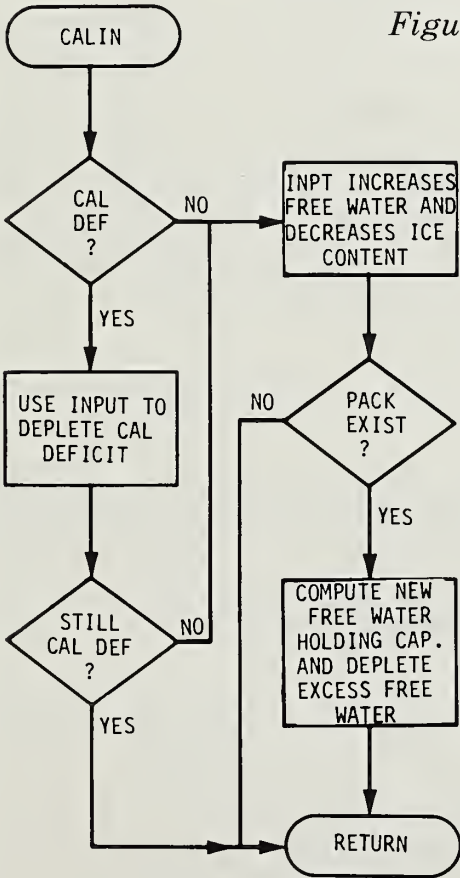 Figu
CALIN
CAL
DEF
?
NO
YES
USE INPUT TO
DEPLETE CAL
DEFICIT
STILL
CAL DEF
?
NO
YES
INPT INCREASES
FREE WATER AND
DECREASES ICE
CONTENT
PACK
EXIST
?
NO
YES
COMPUTE NEW
FREE WATER
HOLDING CAP.
AND DEPLETE
EXCESS FREE
WATER
RETURN